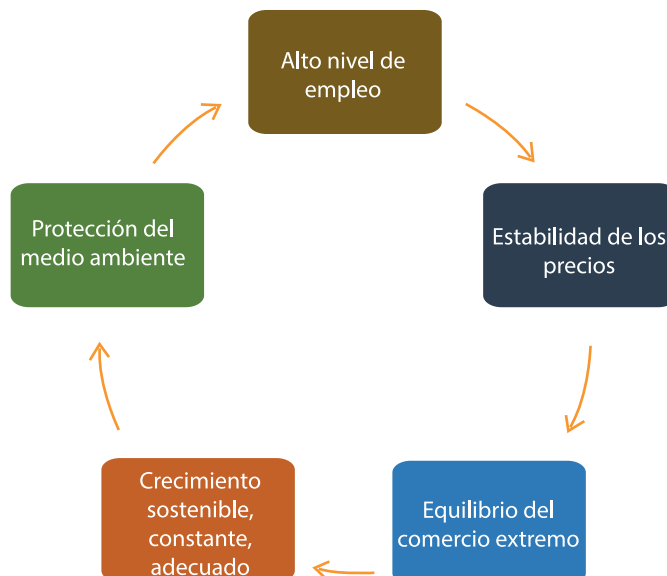 Alto nivel de
empleo
Estabilidad de los
precios
Equilibrio del
comercio extremo
Crecimiento
sostenible,
constante,
adecuado
Protección del
medio ambiente